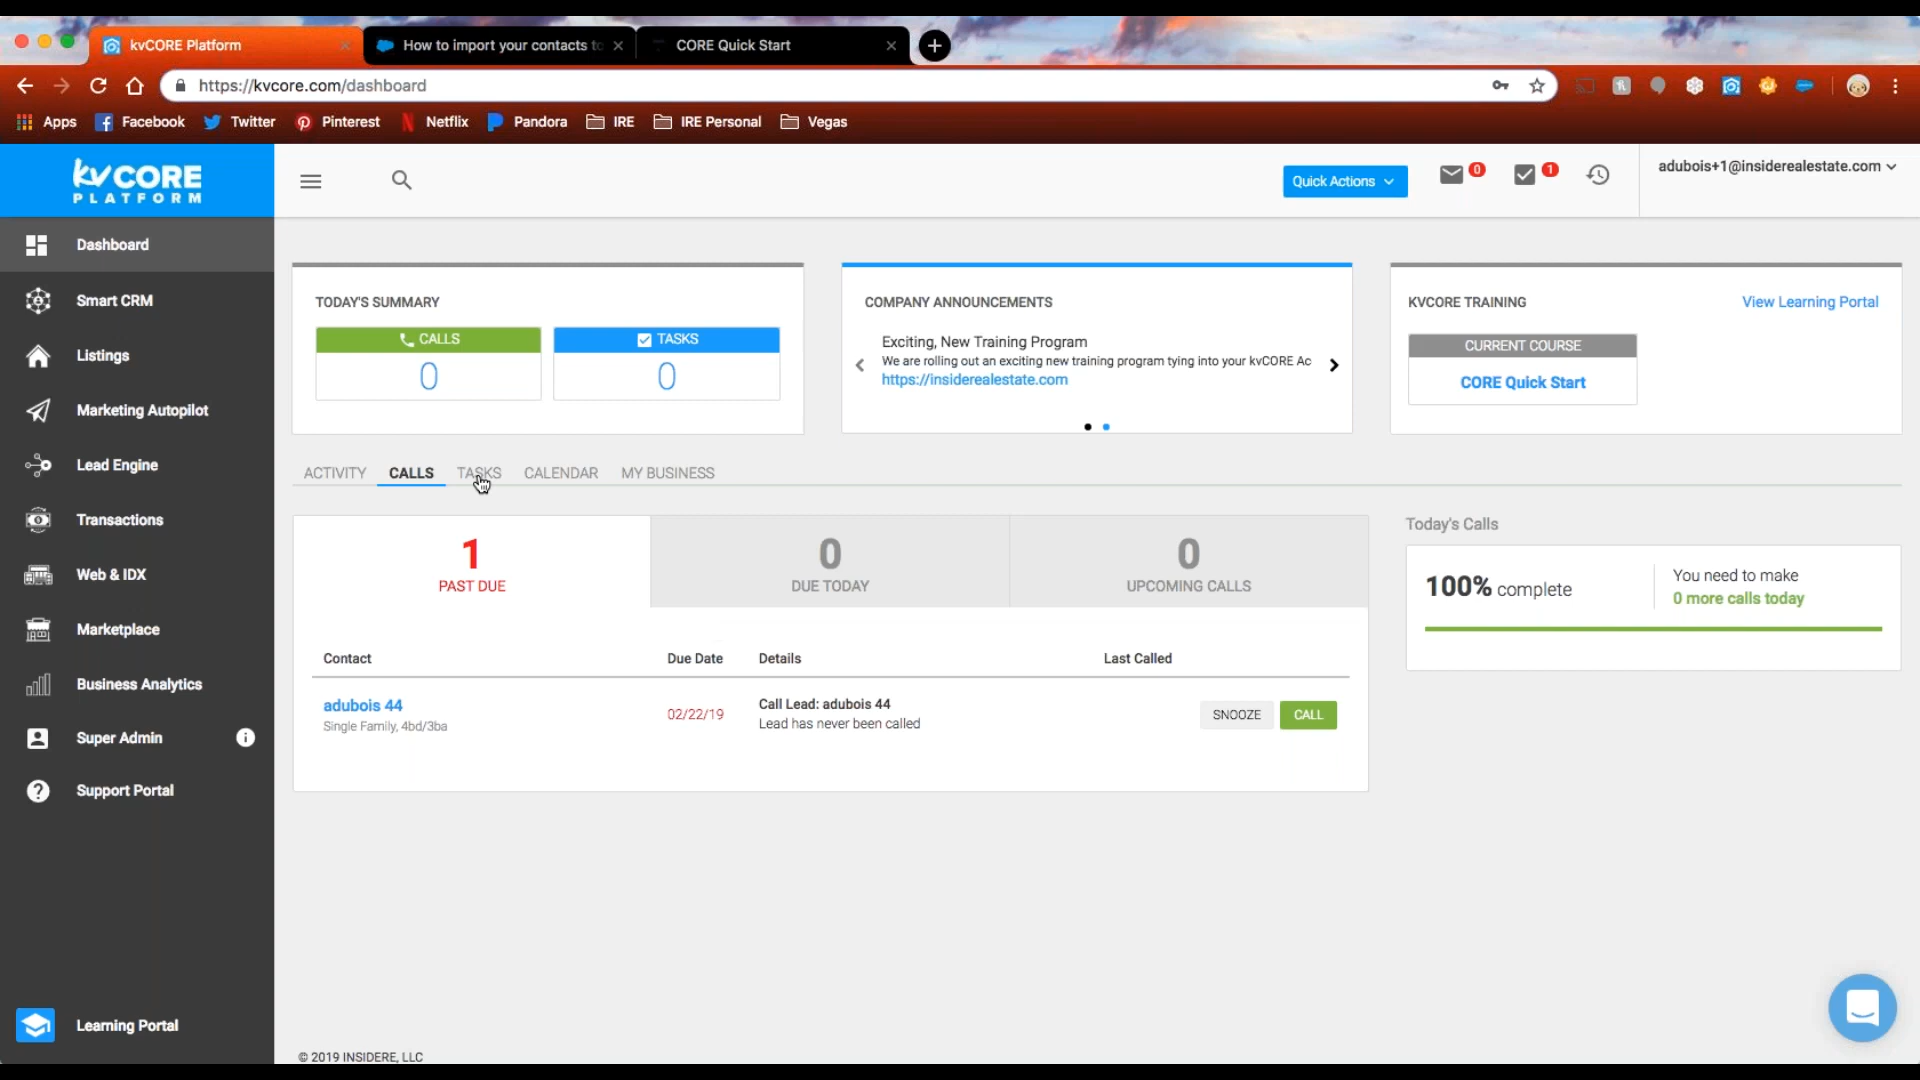 kvCORE Platform
How to import your contacts to
CORE Quick Start
https://kvcore.com/dashboard
Apps
Facebook
Twitter
Pinterest
Netflix
Pandora
IRE
IRE Personal
Vegas
kvCORE
PLATFORM
Quick Actions
0
1
adubois+1@insiderealestate.com
Dashboard
Smart CRM
Listings
Marketing Autopilot
Lead Engine
Transactions
Web & IDX
Marketplace
Business Analytics
Super Admin
Support Portal
Learning Portal
TODAY'S SUMMARY
CALLS
0
TASKS
0
COMPANY ANNOUNCEMENTS
Exciting, New Training Program
We are rolling out an exciting new training program tying into your kvCORE Ac
https://insiderealestate.com
KVCORE TRAINING
View Learning Portal
CURRENT COURSE
CORE Quick Start
ACTIVITY
CALLS
TASKS
CALENDAR
MY BUSINESS
1
PAST DUE
0
DUE TODAY
0
UPCOMING CALLS
Contact
Due Date
Details
Last Called
adubois 44
Single Family, 4bd/3ba
02/22/19
Call Lead: adubois 44
Lead has never been called
SNOOZE
CALL
Today's Calls
100% complete
You need to make
0 more calls today
© 2019 INSIDERE, LLC